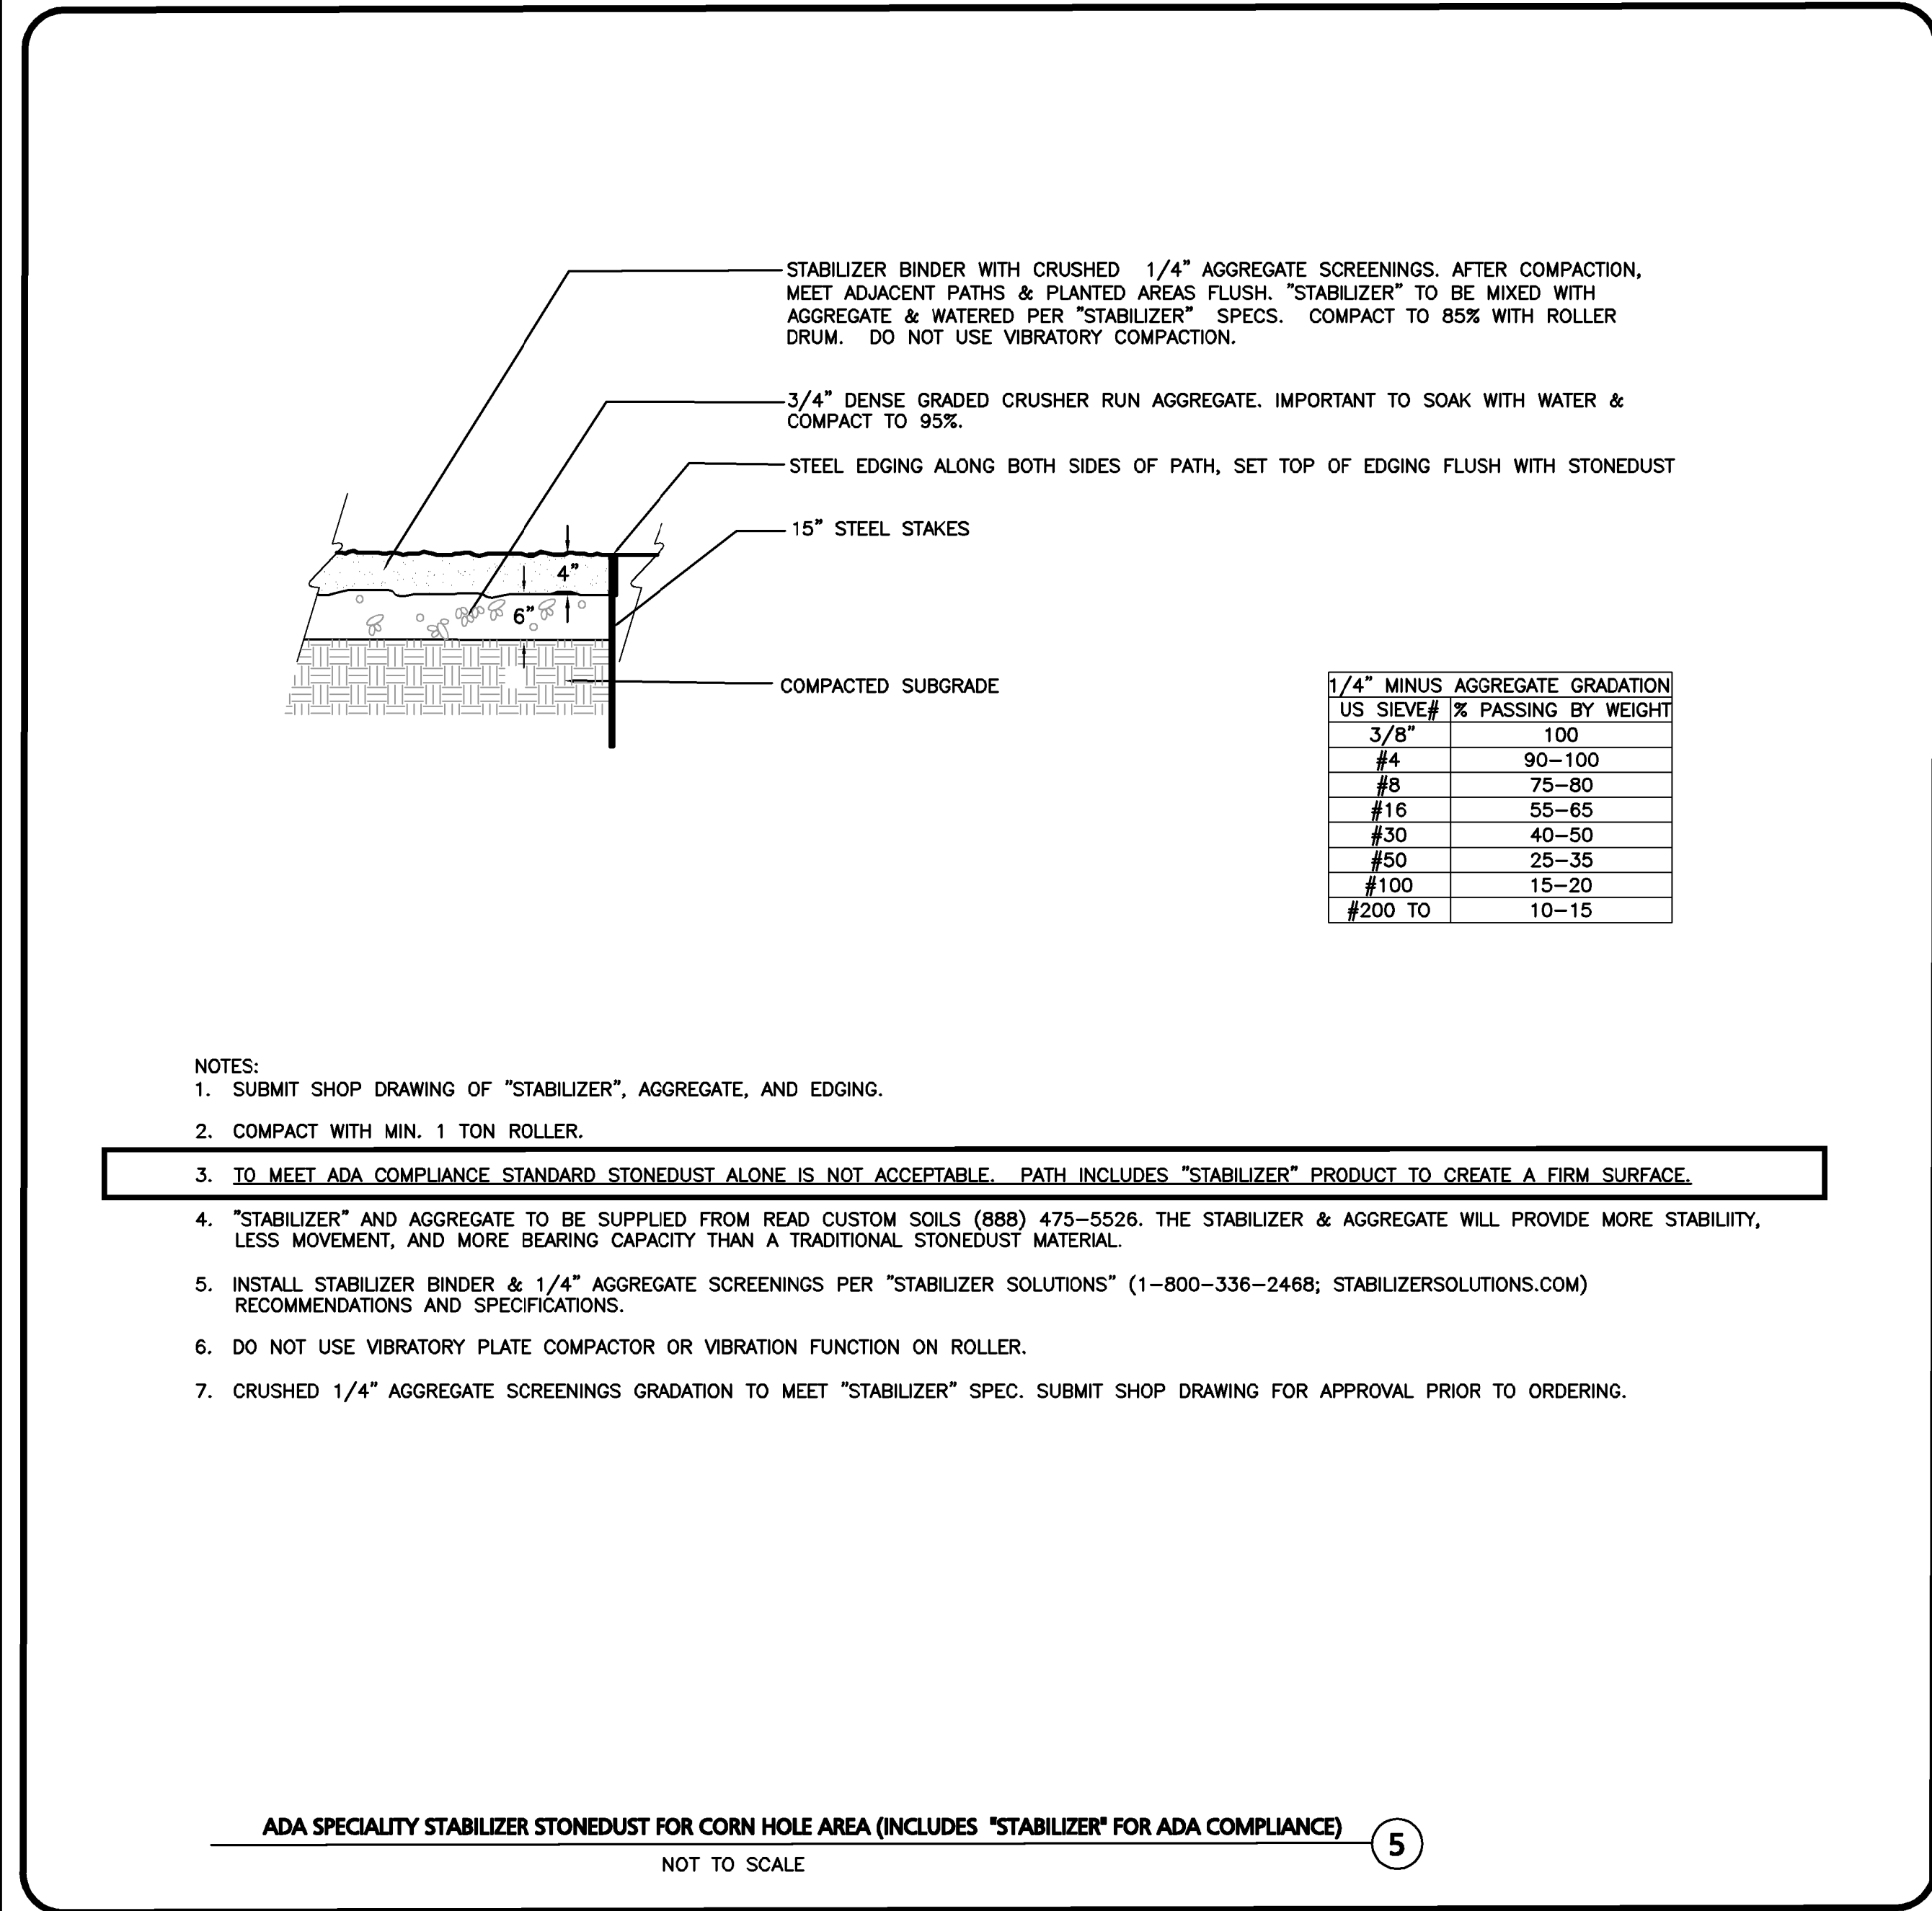 STABILIZER BINDER WITH CRUSHED 1/4" AGGREGATE SCREENINGS. AFTER COMPACTION,
MEET ADJACENT PATHS & PLANTED AREAS FLUSH. "STABILIZER" TO BE MIXED WITH
AGGREGATE & WATERED PER "STABILIZER" SPECS. COMPACT TO 85% WITH ROLLER
DRUM. DO NOT USE VIBRATORY COMPACTION.
3/4" DENSE GRADED CRUSHER RUN AGGREGATE. IMPORTANT TO SOAK WITH WATER &
COMPACT TO 95%.
STEEL EDGING ALONG BOTH SIDES OF PATH, SET TOP OF EDGING FLUSH WITH STONEDUST
15" STEEL STAKES
4"
6"
COMPACTED SUBGRADE
1/4" MINUS AGGREGATE GRADATION
US SIEVE# % PASSING BY WEIGHT
3/8" 100
#4 90-100
#8 75-80
#16 55-65
#30 40-50
#50 25-35
#100 15-20
#200 TO 10-15
NOTES:
1. SUBMIT SHOP DRAWING OF "STABILIZER", AGGREGATE, AND EDGING.
2. COMPACT WITH MIN. 1 TON ROLLER.
3. TO MEET ADA COMPLIANCE STANDARD STONEDUST ALONE IS NOT ACCEPTABLE. PATH INCLUDES "STABILIZER" PRODUCT TO CREATE A FIRM SURFACE.
4. "STABILIZER" AND AGGREGATE TO BE SUPPLIED FROM READ CUSTOM SOILS (888) 475-5526. THE STABILIZER & AGGREGATE WILL PROVIDE MORE STABILIITY,
LESS MOVEMENT, AND MORE BEARING CAPACITY THAN A TRADITIONAL STONEDUST MATERIAL.
5. INSTALL STABILIZER BINDER & 1/4" AGGREGATE SCREENINGS PER "STABILIZER SOLUTIONS" (1-800-336-2468; STABILIZERSOLUTIONS.COM)
RECOMMENDATIONS AND SPECIFICATIONS.
6. DO NOT USE VIBRATORY PLATE COMPACTOR OR VIBRATION FUNCTION ON ROLLER.
7. CRUSHED 1/4" AGGREGATE SCREENINGS GRADATION TO MEET "STABILIZER" SPEC. SUBMIT SHOP DRAWING FOR APPROVAL PRIOR TO ORDERING.
ADA SPECIALITY STABILIZER STONEDUST FOR CORN HOLE AREA (INCLUDES "STABILIZER" FOR ADA COMPLIANCE) 5
NOT TO SCALE